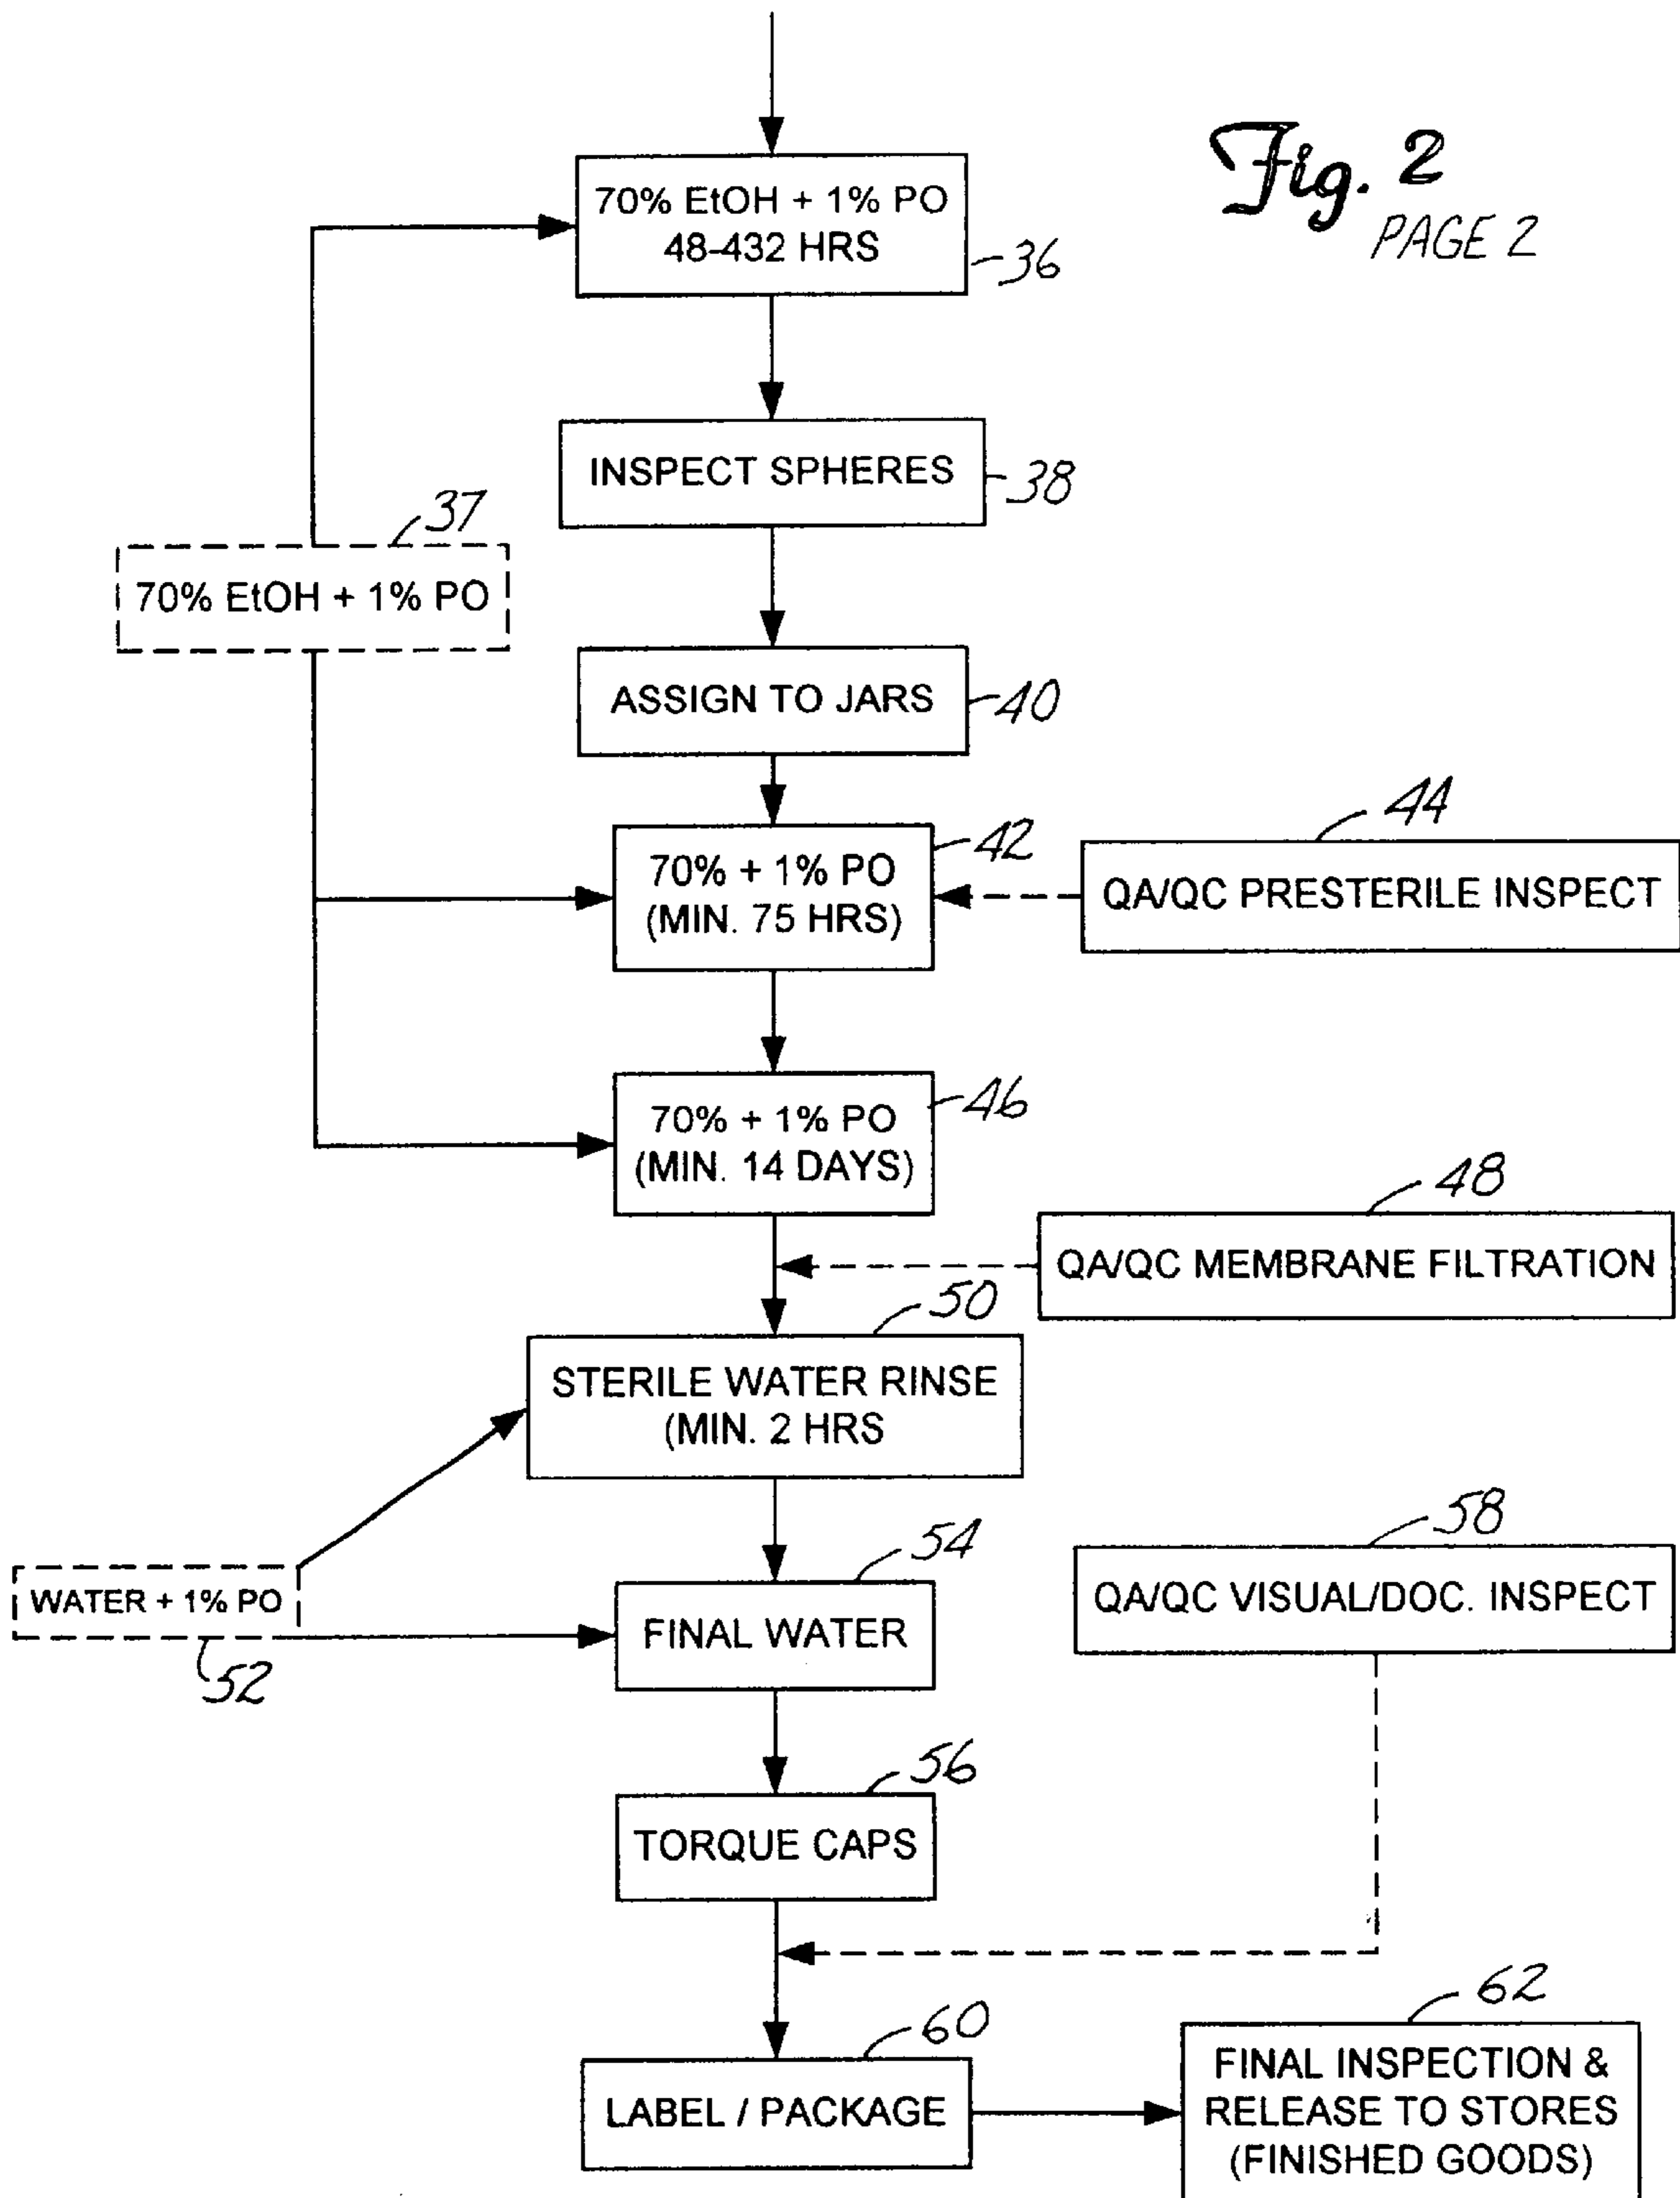 Fig. 2
PAGE 2
70% EtOH + 1% PO
48-432 HRS
36
INSPECT SPHERES
38
37
70% EtOH + 1% PO
ASSIGN TO JARS
40
42
70% + 1% PO
(MIN. 75 HRS)
44
QA/QC PRESTERILE INSPECT
46
70% + 1% PO
(MIN. 14 DAYS)
48
QA/QC MEMBRANE FILTRATION
50
STERILE WATER RINSE
(MIN. 2 HRS
WATER + 1% PO
52
54
FINAL WATER
58
QA/QC VISUAL/DOC. INSPECT
56
TORQUE CAPS
60
LABEL / PACKAGE
62
FINAL INSPECTION &
RELEASE TO STORES
(FINISHED GOODS)